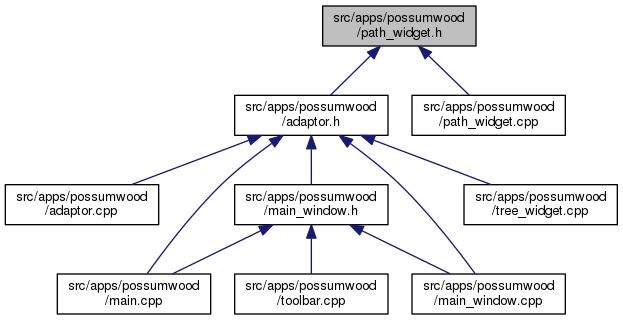 src/apps/possumwood
/path_widget.h
src/apps/possumwood
/adaptor.h
src/apps/possumwood
/path_widget.cpp
src/apps/possumwood
/adaptor.cpp
src/apps/possumwood
/main_window.h
src/apps/possumwood
/tree_widget.cpp
src/apps/possumwood
/main.cpp
src/apps/possumwood
/toolbar.cpp
src/apps/possumwood
/main_window.cpp